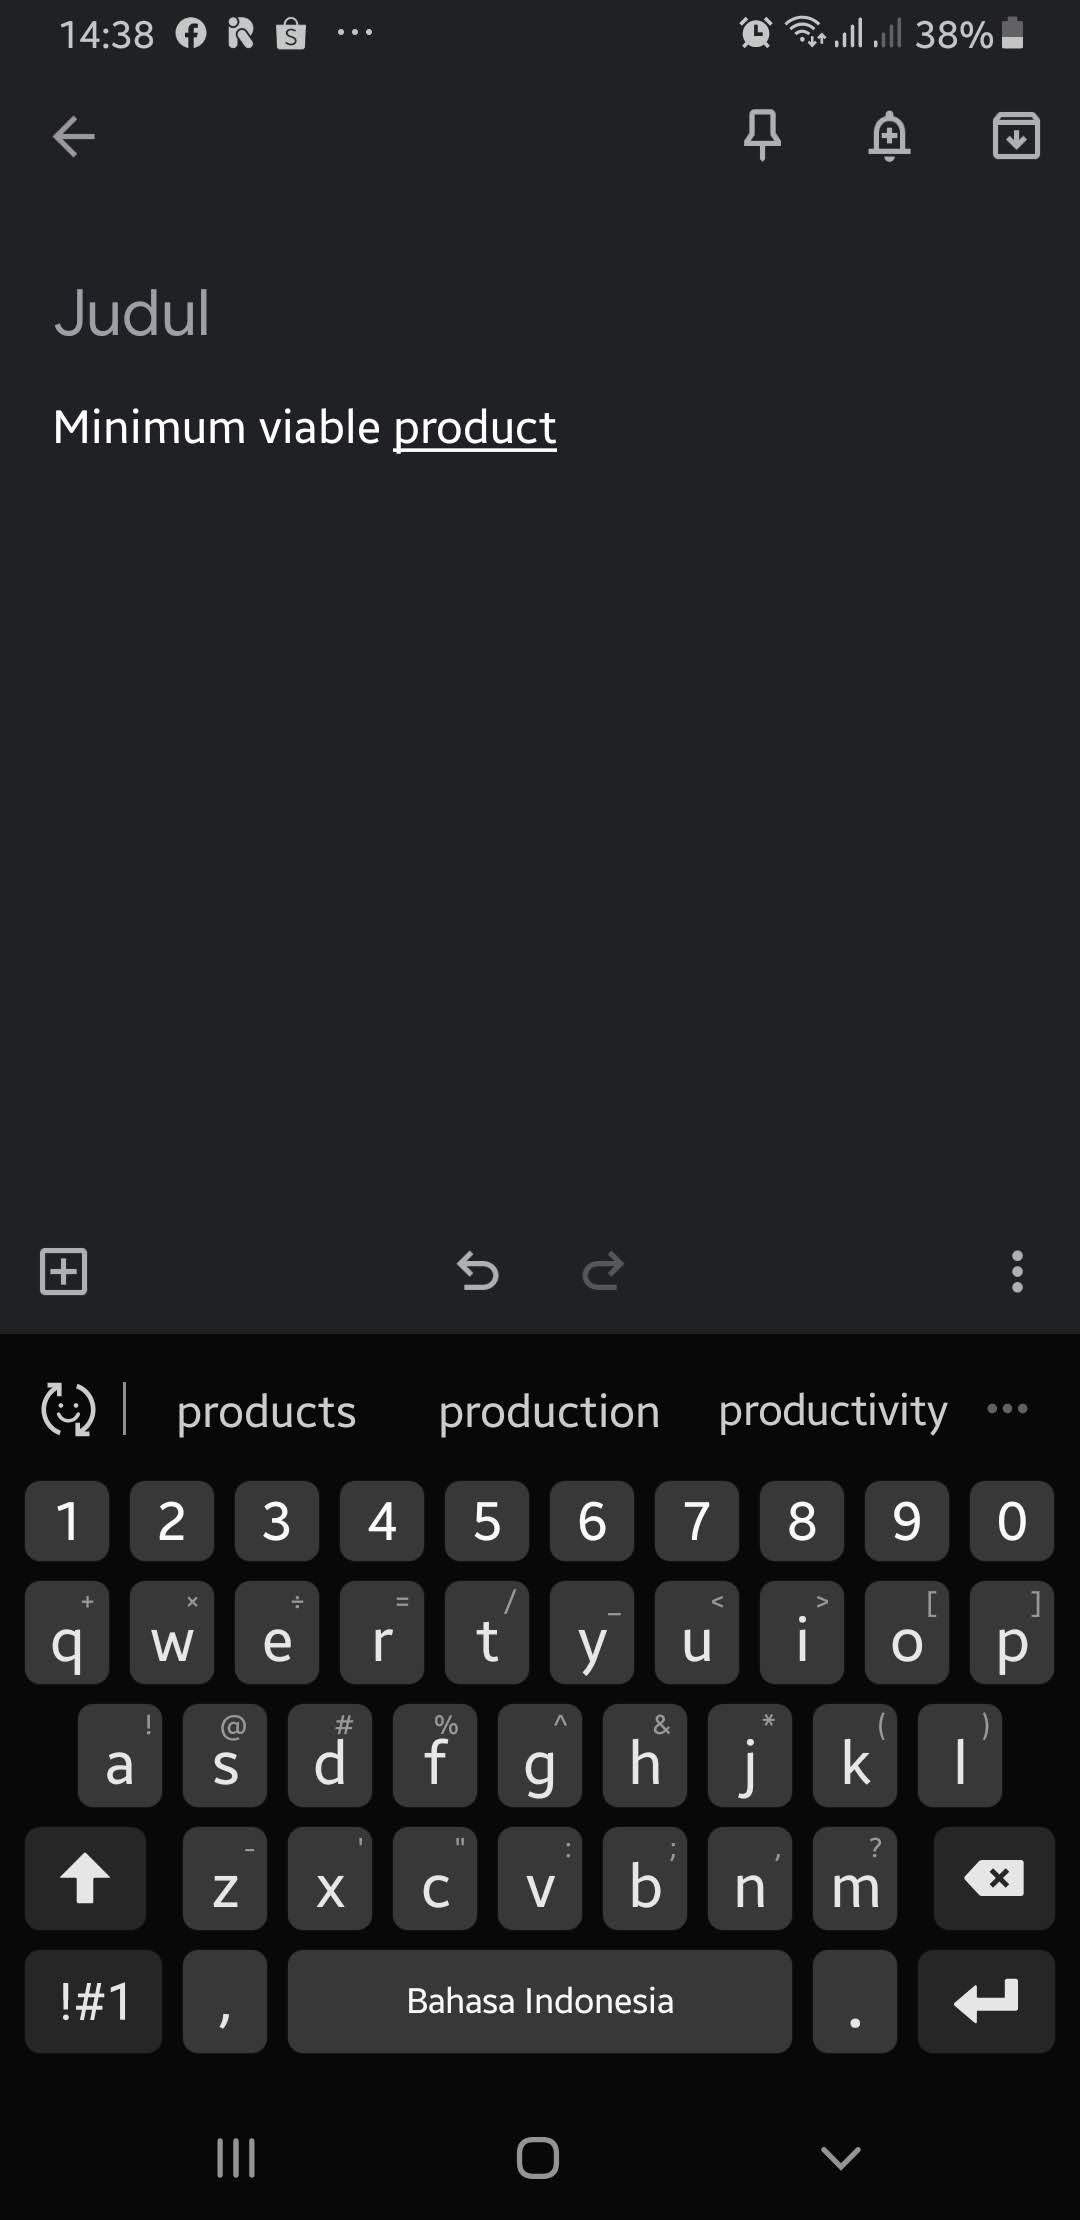 14:38 38%
Judul
Minimum viable product
products production productivity
1 2 3 4 5 6 7 8 9 0
+ × ÷ = / _ < > [ ]
q w e r t y u i o p
! @ # % ^ & * ( )
a s d f g h j k l
- ' " : ; , ?
z x c v b n m
!#1 , Bahasa Indonesia .